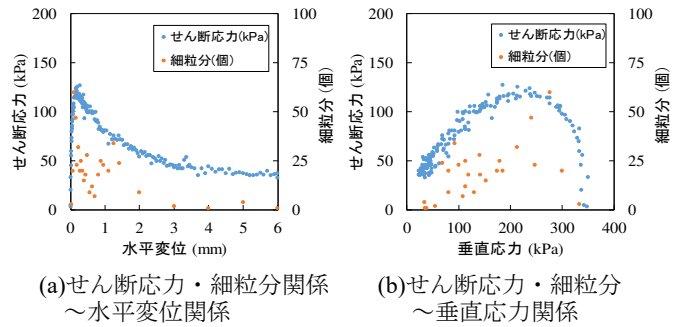 200
150
100
50
0
せん断応力 (kPa)
せん断応力(kPa)
細粒分(個)
100
75
50
25
0
細粒分 (個)
0 1 2 3 4 5 6
水平変位 (mm)
(a)せん断応力・細粒分関係
～水平変位関係
200
150
100
50
0
せん断応力 (kPa)
せん断応力(kPa)
細粒分(個)
100
75
50
25
0
細粒分 (個)
0 100 200 300 400
垂直応力 (kPa)
(b)せん断応力・細粒分
～垂直応力関係